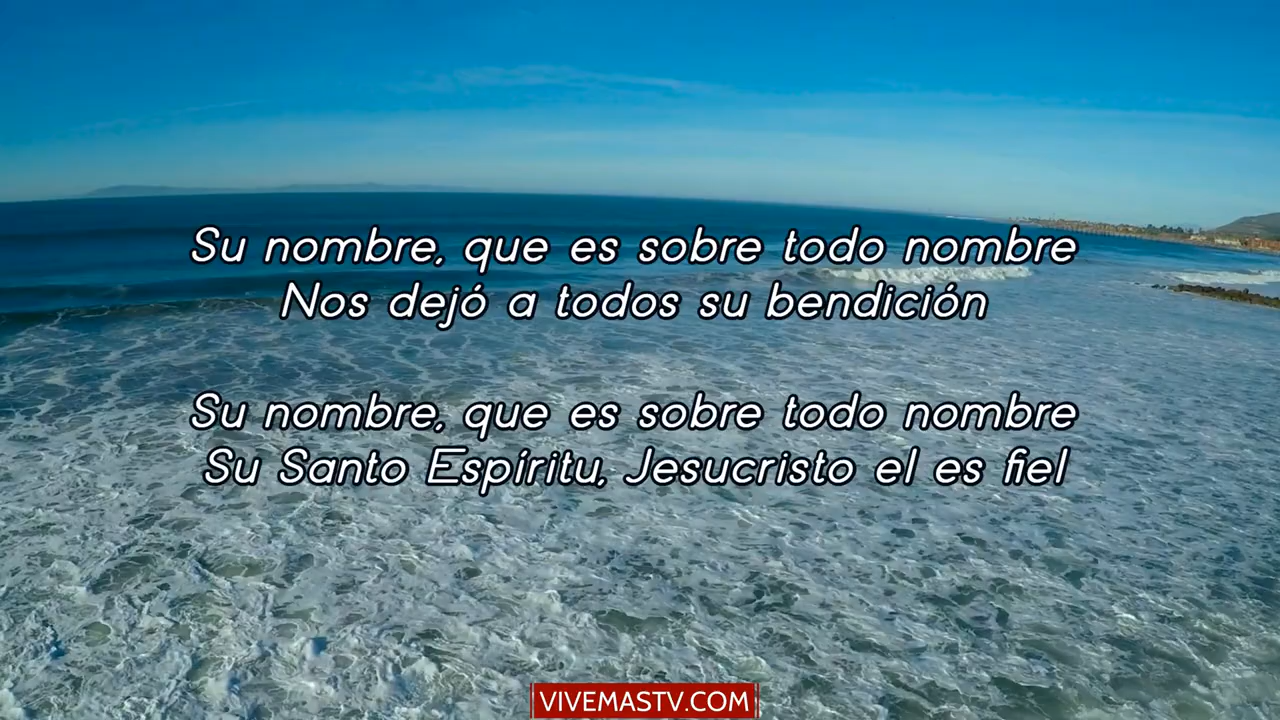 Su nombre, que es sobre todo nombre
Nos dejó a todos su bendición
Su nombre, que es sobre todo nombre
Su Santo Espíritu, Jesucristo el es fiel
VIVEMASTV.COM